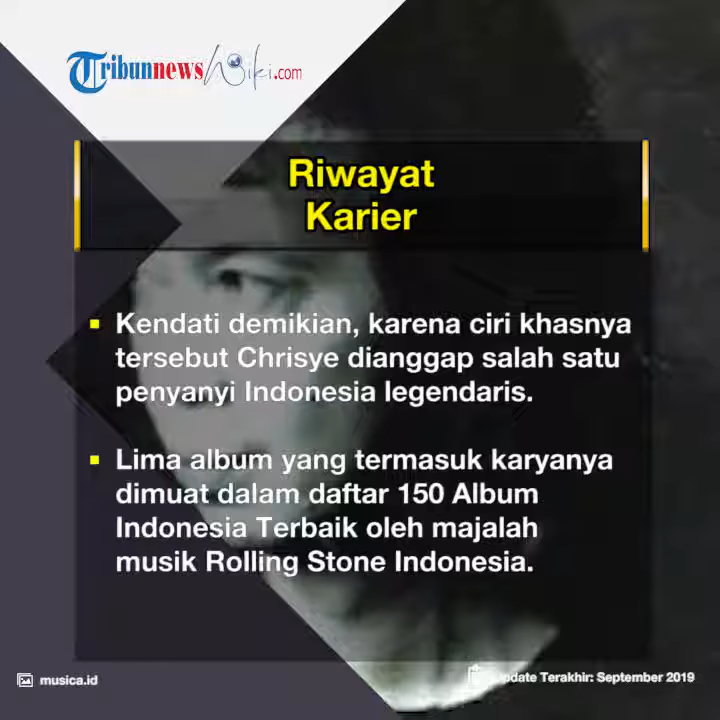 TribunnewsWiki.com
Riwayat
Karier
Kendati demikian, karena ciri khasnya
tersebut Chrisye dianggap salah satu
penyanyi Indonesia legendaris.
Lima album yang termasuk karyanya
dimuat dalam daftar 150 Album
Indonesia Terbaik oleh majalah
musik Rolling Stone Indonesia.
musica.id
Terakhir: September 2019